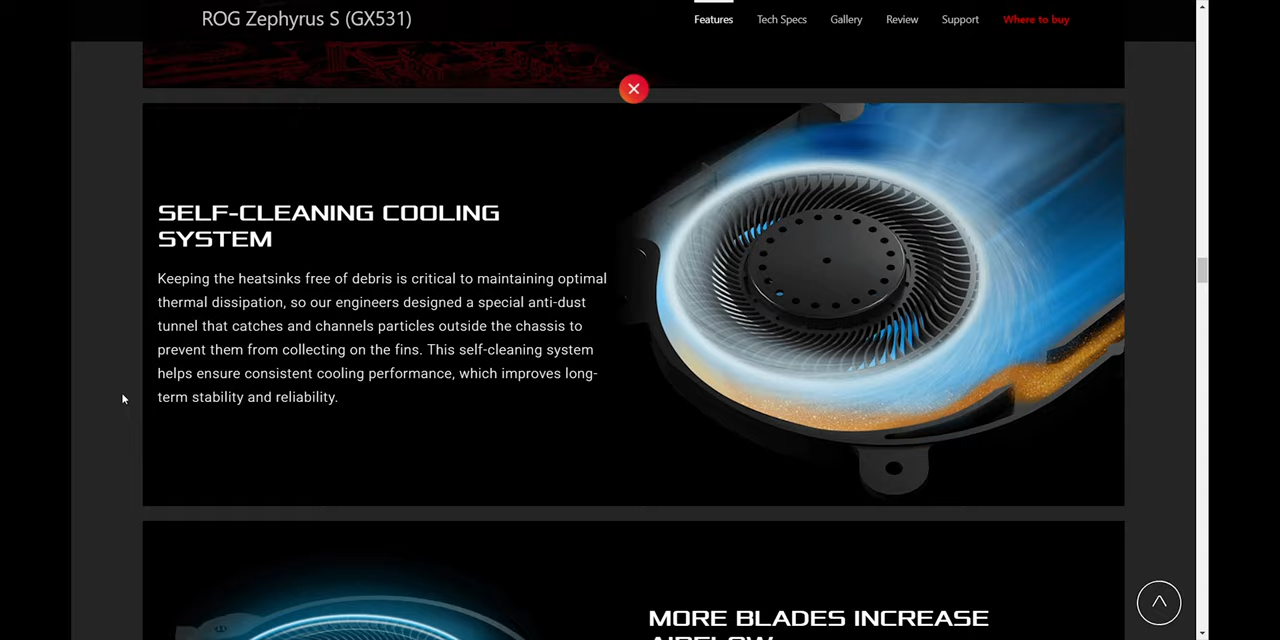 ROG Zephyrus S (GX531)
Features Tech Specs Gallery Review Support Where to buy
SELF-CLEANING COOLING
SYSTEM
Keeping the heatsinks free of debris is critical to maintaining optimal
thermal dissipation, so our engineers designed a special anti-dust
tunnel that catches and channels particles outside the chassis to
prevent them from collecting on the fins. This self-cleaning system
helps ensure consistent cooling performance, which improves long-
term stability and reliability.
MORE BLADES INCREASE
AIRFLOW